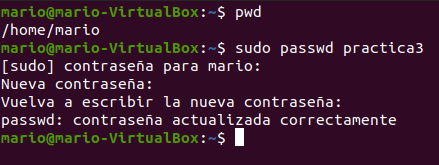 mario@mario-VirtualBox:~$ pwd
/home/mario
mario@mario-VirtualBox:~$ sudo passwd practica3
[sudo] contraseña para mario:
Nueva contraseña:
Vuelva a escribir la nueva contraseña:
passwd: contraseña actualizada correctamente
mario@mario-VirtualBox:~$